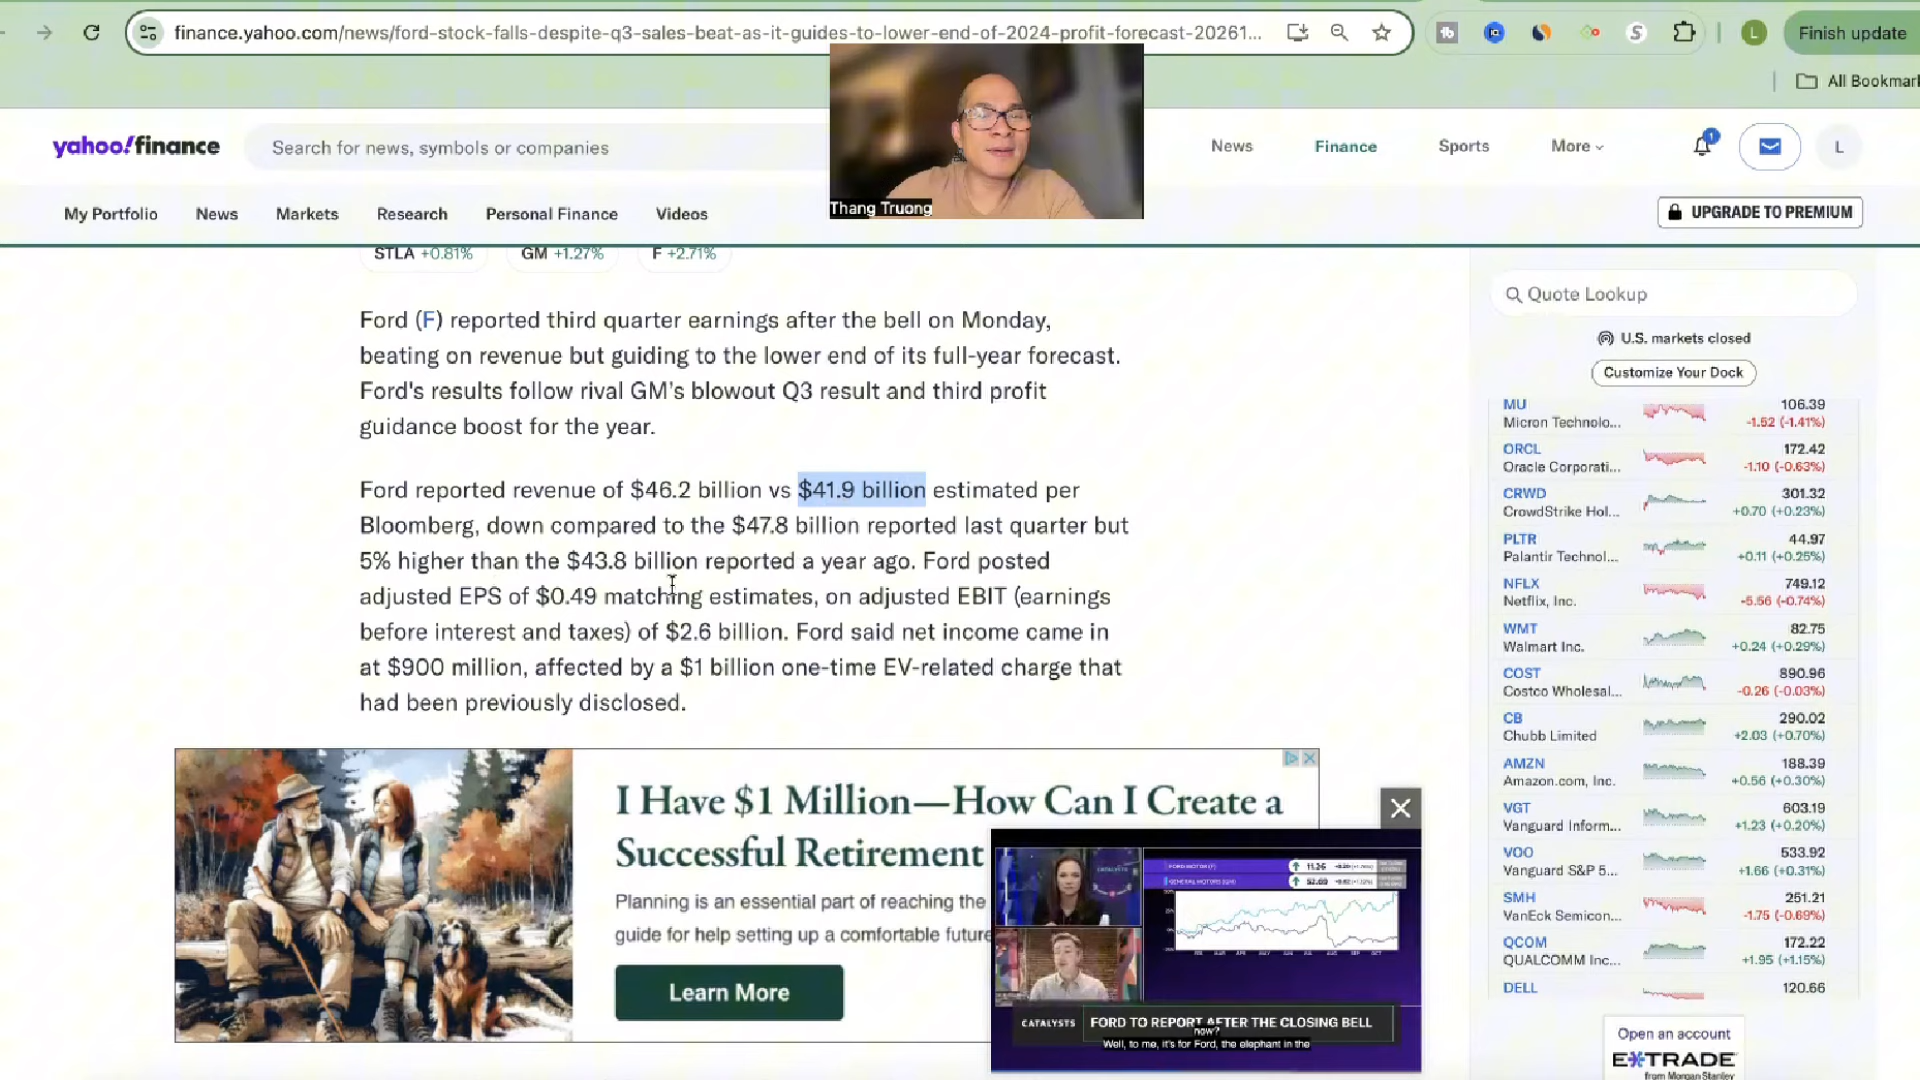 finance.yahoo.com/news/ford-stock-falls-despite-q3-sales-beat-as-it-guides-to-lower-end-of-2024-profit-forecast-20261...
L
Finish update
All Bookmar
yahoo!finance
Search for news, symbols or companies
News
Finance
Sports
More
1
L
Thang Truong
My Portfolio
News
Markets
Research
Personal Finance
Videos
UPGRADE TO PREMIUM
STLA +0.81%
GM +1.27%
F +2.71%
Ford (F) reported third quarter earnings after the bell on Monday,
beating on revenue but guiding to the lower end of its full-year forecast.
Ford's results follow rival GM's blowout Q3 result and third profit
guidance boost for the year.
Ford reported revenue of $46.2 billion vs $41.9 billion estimated per
Bloomberg, down compared to the $47.8 billion reported last quarter but
5% higher than the $43.8 billion reported a year ago. Ford posted
adjusted EPS of $0.49 matching estimates, on adjusted EBIT (earnings
before interest and taxes) of $2.6 billion. Ford said net income came in
at $900 million, affected by a $1 billion one-time EV-related charge that
had been previously disclosed.
I Have $1 Million—How Can I Create a
Successful Retirement
Planning is an essential part of reaching the
guide for help setting up a comfortable future
Learn More
FORD MOTOR (F)
11.26
GENERAL MOTORS (GM)
52.69
CATALYSTS
FORD TO REPORT AFTER THE CLOSING BELL
now?
Well, to me, it's for Ford, the elephant in the
Quote Lookup
U.S. markets closed
Customize Your Dock
MU 106.39
Micron Technolo... -1.52 (-1.41%)
ORCL 172.42
Oracle Corporati... -1.10 (-0.63%)
CRWD 301.32
CrowdStrike Hol... +0.70 (+0.23%)
PLTR 44.97
Palantir Technol... +0.11 (+0.25%)
NFLX 749.12
Netflix, Inc. -5.56 (-0.74%)
WMT 82.75
Walmart Inc. +0.24 (+0.29%)
COST 890.96
Costco Wholesal... -0.26 (-0.03%)
CB 290.02
Chubb Limited +2.03 (+0.70%)
AMZN 188.39
Amazon.com, Inc. +0.56 (+0.30%)
VGT 603.19
Vanguard Inform... +1.23 (+0.20%)
VOO 533.92
Vanguard S&P 5... +1.66 (+0.31%)
SMH 251.21
VanEck Semicon... -1.75 (-0.69%)
QCOM 172.22
QUALCOMM Inc... +1.95 (+1.15%)
DELL 120.66
Open an account
E*TRADE
from Morgan Stanley